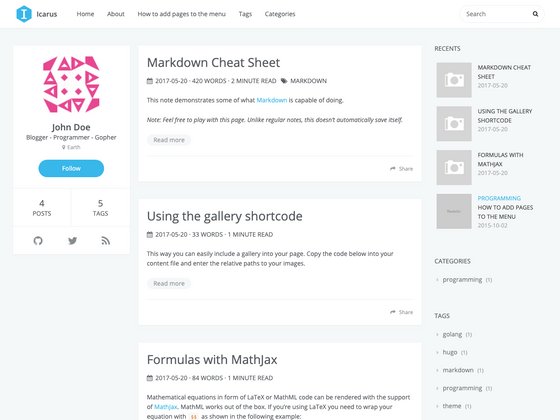 Icarus
Home
About
How to add pages to the menu
Tags
Categories
Search
John Doe
Blogger - Programmer - Gopher
Earth
Follow
4
POSTS
5
TAGS
Markdown Cheat Sheet
2017-05-20 · 420 WORDS · 2 MINUTE READ MARKDOWN
This note demonstrates some of what Markdown is capable of doing.
Note: Feel free to play with this page. Unlike regular notes, this doesn't automatically save itself.
Read more
Share
Using the gallery shortcode
2017-05-20 · 33 WORDS · 1 MINUTE READ
This way you can easily include a gallery into your page. Copy the code below into your
content file and enter the relative paths to your images.
Read more
Share
Formulas with MathJax
2017-05-20 · 84 WORDS · 1 MINUTE READ
Mathematical equations in form of LaTeX or MathML code can be rendered with the support
of Mathjax. MathML works out of the box. If you're using LaTeX you need to wrap your
equation with $$ as shown in the following example:
RECENTS
MARKDOWN CHEAT
SHEET
2017-05-20
USING THE GALLERY
SHORTCODE
2017-05-20
FORMULAS WITH
MATHJAX
2017-05-20
PROGRAMMING
HOW TO ADD PAGES
TO THE MENU
2015-10-02
CATEGORIES
programming (1)
TAGS
golang (1)
hugo (1)
markdown (1)
programming (1)
theme (1)